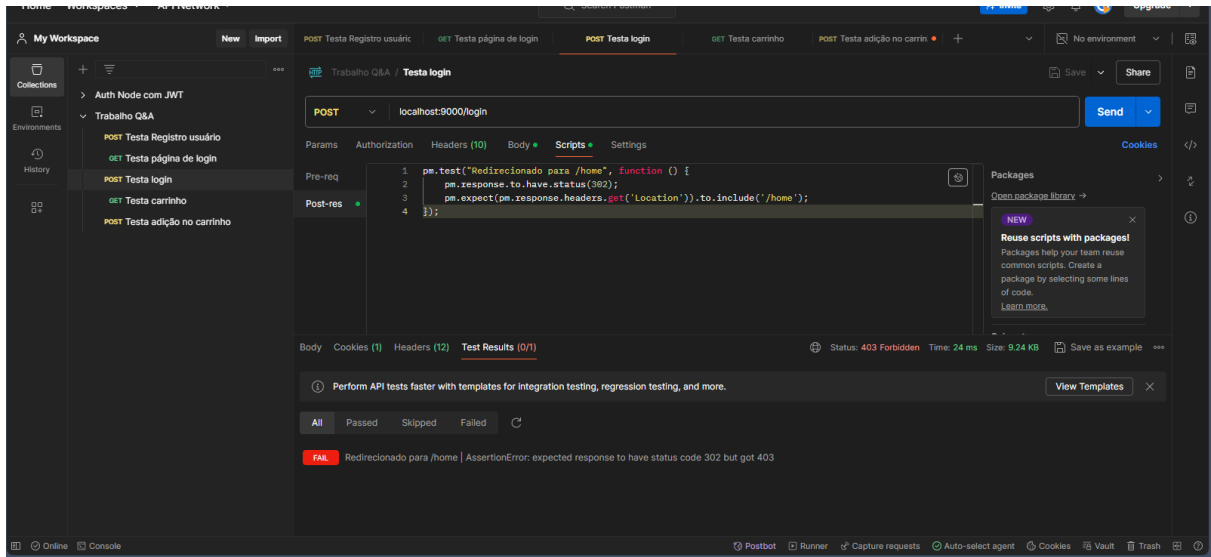 Home Workspaces API Network Search Postman Invite Upgrade
My Workspace New Import POST Testa Registro usuáric GET Testa página de login POST Testa login GET Testa carrinho POST Testa adição no carrin No environment
Collections
Environments
History
Auth Node com JWT
Trabalho Q&A
POST Testa Registro usuário
GET Testa página de login
POST Testa login
GET Testa carrinho
POST Testa adição no carrinho
HTTP Trabalho Q&A / Testa login Save Share
POST localhost:9000/login Send
Params Authorization Headers (10) Body Scripts Settings Cookies
Pre-req
Post-res
1 pm.test("Redirecionado para /home", function () {
2 pm.response.to.have.status(302);
3 pm.expect(pm.response.headers.get('Location')).to.include('/home');
4 });
Packages
Open package library →
NEW
Reuse scripts with packages!
Packages help your team reuse
common scripts. Create a
package by selecting some lines
of code.
Learn more.
Body Cookies (1) Headers (12) Test Results (0/1) Status: 403 Forbidden Time: 24 ms Size: 9.24 KB Save as example
Perform API tests faster with templates for integration testing, regression testing, and more. View Templates
All Passed Skipped Failed
FAIL Redirecionado para /home | AssertionError: expected response to have status code 302 but got 403
Online Console Postbot Runner Capture requests Auto-select agent Cookies Vault Trash